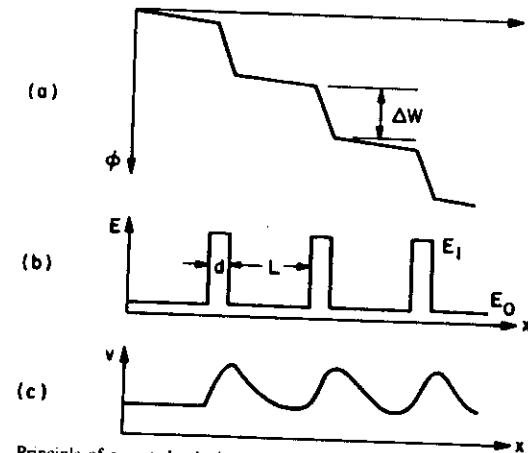 (a)
ΔW
ϕ
E
(b)
d
L
E₁
E₀
x
v
(c)
x
Principle of